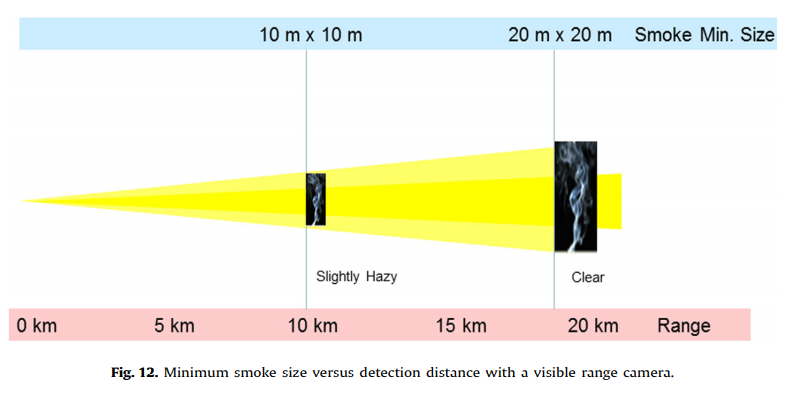 10 m x 10 m 20 m x 20 m Smoke Min. Size
Slightly Hazy Clear
0 km 5 km 10 km 15 km 20 km Range
Fig. 12. Minimum smoke size versus detection distance with a visible range camera.